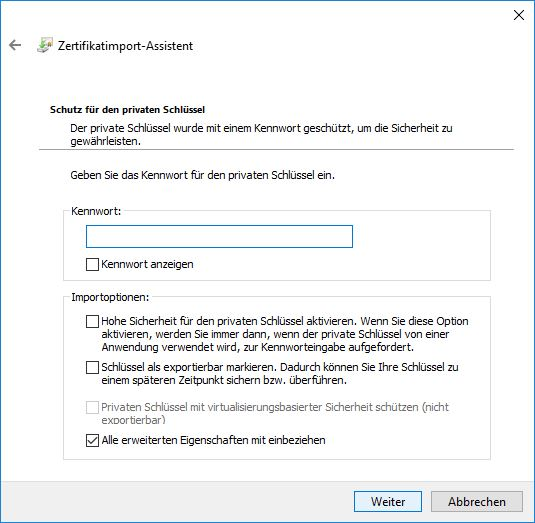 Zertifikatimport-Assistent
Schutz für den privaten Schlüssel
Der private Schlüssel wurde mit einem Kennwort geschützt, um die Sicherheit zu
gewährleisten.
Geben Sie das Kennwort für den privaten Schlüssel ein.
Kennwort:
Kennwort anzeigen
Importoptionen:
Hohe Sicherheit für den privaten Schlüssel aktivieren. Wenn Sie diese Option
aktivieren, werden Sie immer dann, wenn der private Schlüssel von einer
Anwendung verwendet wird, zur Kennworteingabe aufgefordert.
Schlüssel als exportierbar markieren. Dadurch können Sie Ihre Schlüssel zu
einem späteren Zeitpunkt sichern bzw. überführen.
Privaten Schlüssel mit virtualisierungsbasierter Sicherheit schützen (nicht
exportierbar)
Alle erweiterten Eigenschaften mit einbeziehen
Weiter
Abbrechen